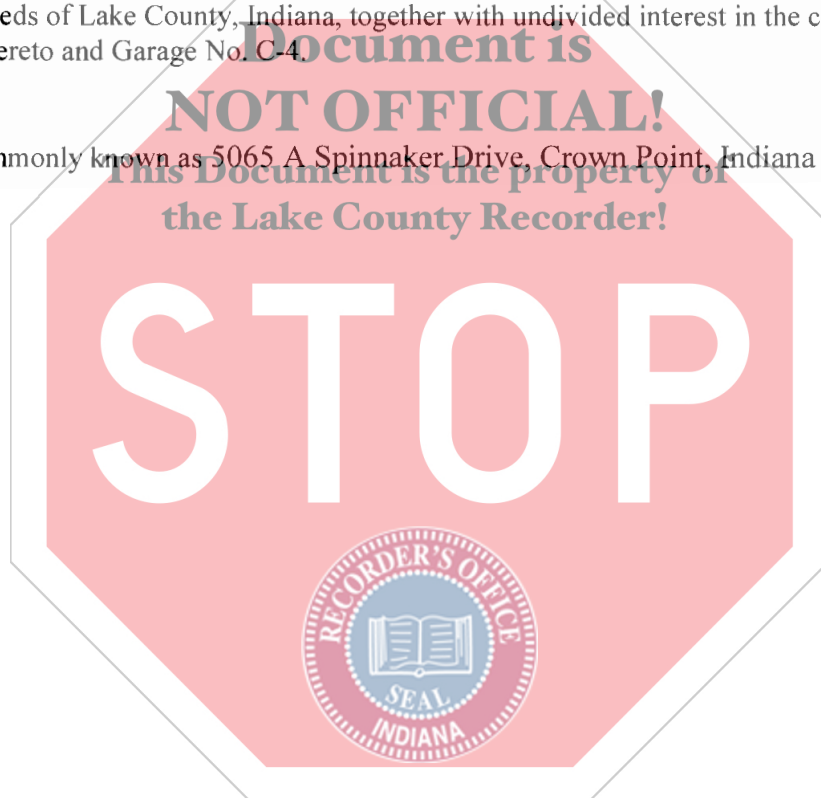 eds of Lake County, Indiana, together with undivided interest in the c
Document is
ereto and Garage No. C-4.
NOT OFFICIAL!
nmonly known as 5065 A Spinnaker Drive, Crown Point, Indiana
This Document is the property of
the Lake County Recorder!
STOP
RECORDER'S OFFICE
SEAL
INDIANA